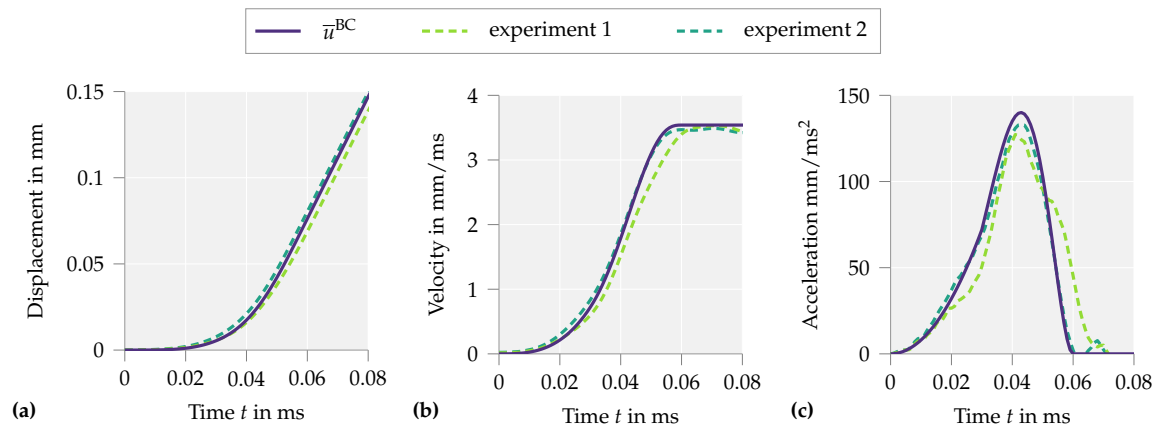 u̅ᴮꟲ experiment 1 experiment 2
0.15
0.1
0.05
0
Displacement in mm
0 0.02 0.04 0.06 0.08
Time t in ms
(a)
4
3
2
1
0
Velocity in mm/ms
0 0.02 0.04 0.06 0.08
Time t in ms
(b)
150
100
50
0
Acceleration mm/ms²
0 0.02 0.04 0.06 0.08
Time t in ms
(c)